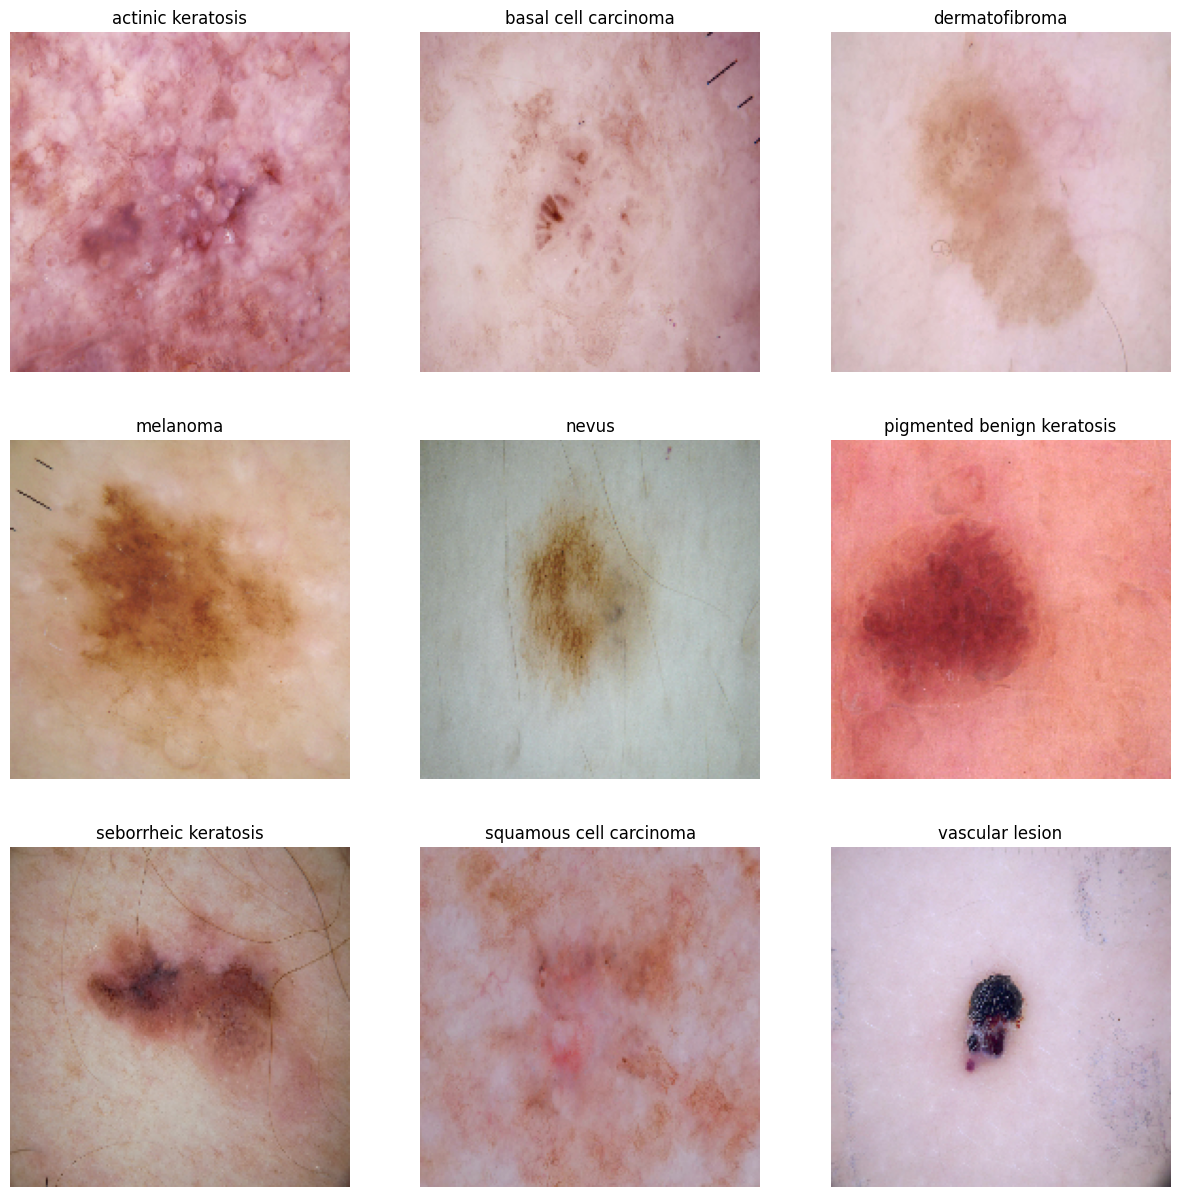 actinic keratosis
basal cell carcinoma
dermatofibroma
melanoma
nevus
pigmented benign keratosis
seborrheic keratosis
squamous cell carcinoma
vascular lesion